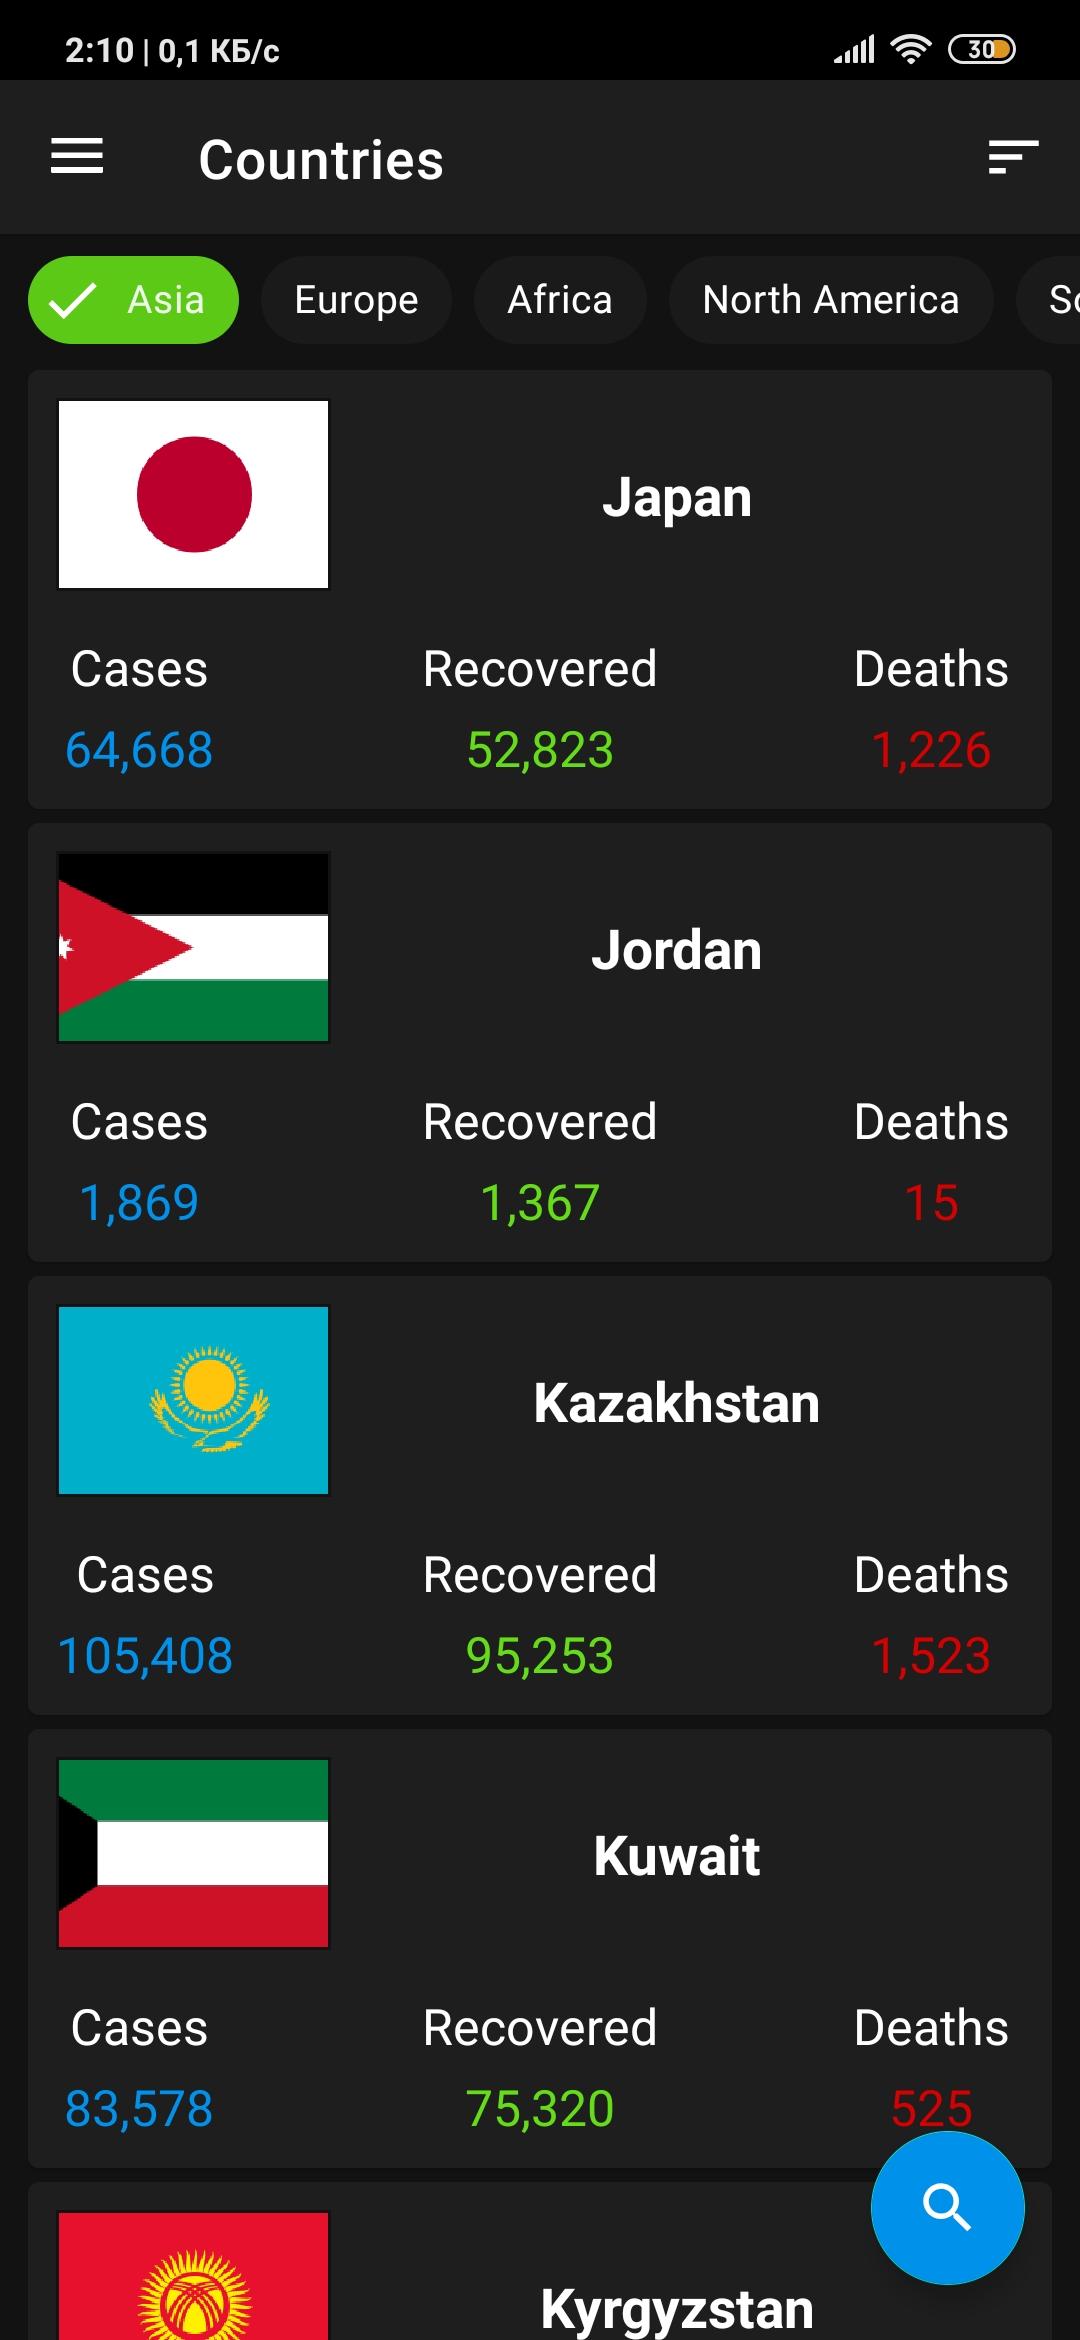 2:10 | 0,1 КБ/с 30
Countries
Asia Europe Africa North America
Japan
Cases Recovered Deaths
64,668 52,823 1,226
Jordan
Cases Recovered Deaths
1,869 1,367 15
Kazakhstan
Cases Recovered Deaths
105,408 95,253 1,523
Kuwait
Cases Recovered Deaths
83,578 75,320 525
Kyrgyzstan